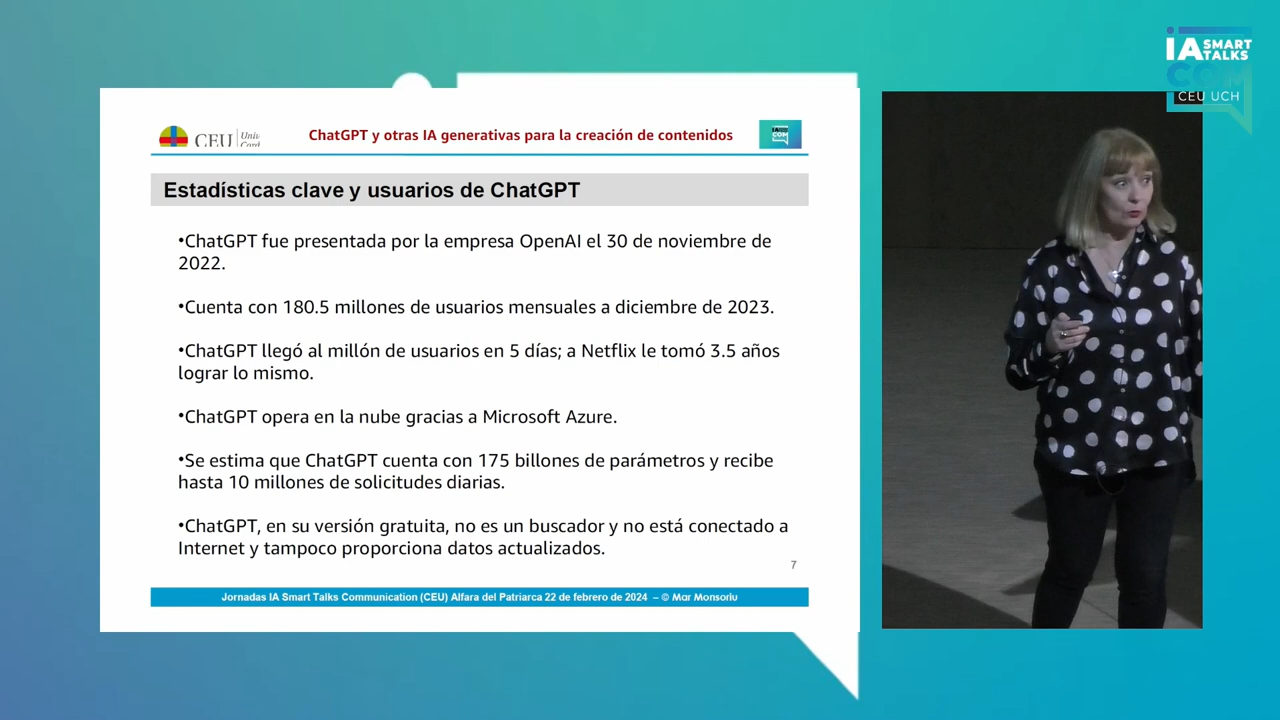 IA SMART TALKS
COM
CEU UCH
CEU
ChatGPT y otras IA generativas para la creación de contenidos
Estadísticas clave y usuarios de ChatGPT
•ChatGPT fue presentada por la empresa OpenAI el 30 de noviembre de
2022.
•Cuenta con 180.5 millones de usuarios mensuales a diciembre de 2023.
•ChatGPT llegó al millón de usuarios en 5 días; a Netflix le tomó 3.5 años
lograr lo mismo.
•ChatGPT opera en la nube gracias a Microsoft Azure.
•Se estima que ChatGPT cuenta con 175 billones de parámetros y recibe
hasta 10 millones de solicitudes diarias.
•ChatGPT, en su versión gratuita, no es un buscador y no está conectado a
Internet y tampoco proporciona datos actualizados.
7
Jornadas IA Smart Talks Communication (CEU) Alfara del Patriarca 22 de febrero de 2024 – © Mar Monsoriu